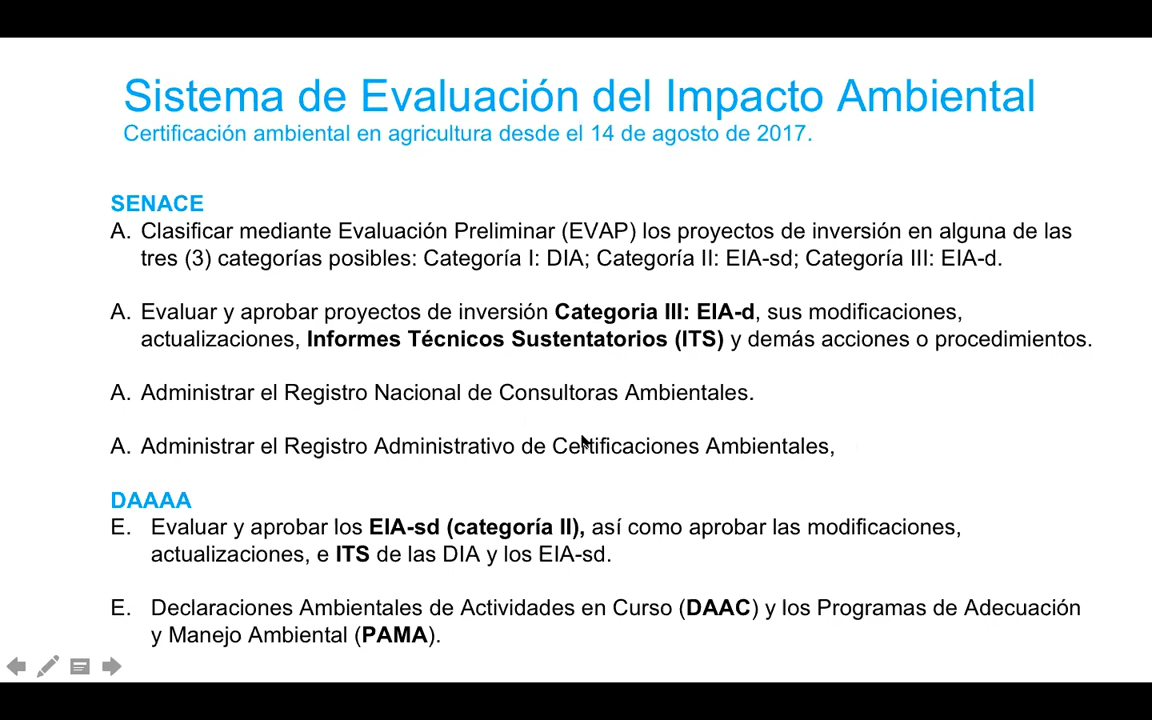 Sistema de Evaluación del Impacto Ambiental
Certificación ambiental en agricultura desde el 14 de agosto de 2017.
SENACE
A. Clasificar mediante Evaluación Preliminar (EVAP) los proyectos de inversión en alguna de las
tres (3) categorías posibles: Categoría I: DIA; Categoría II: EIA-sd; Categoría III: EIA-d.
A. Evaluar y aprobar proyectos de inversión Categoria III: EIA-d, sus modificaciones,
actualizaciones, Informes Técnicos Sustentatorios (ITS) y demás acciones o procedimientos.
A. Administrar el Registro Nacional de Consultoras Ambientales.
A. Administrar el Registro Administrativo de Certificaciones Ambientales,
DAAAA
E. Evaluar y aprobar los EIA-sd (categoría II), así como aprobar las modificaciones,
actualizaciones, e ITS de las DIA y los EIA-sd.
E. Declaraciones Ambientales de Actividades en Curso (DAAC) y los Programas de Adecuación
y Manejo Ambiental (PAMA).